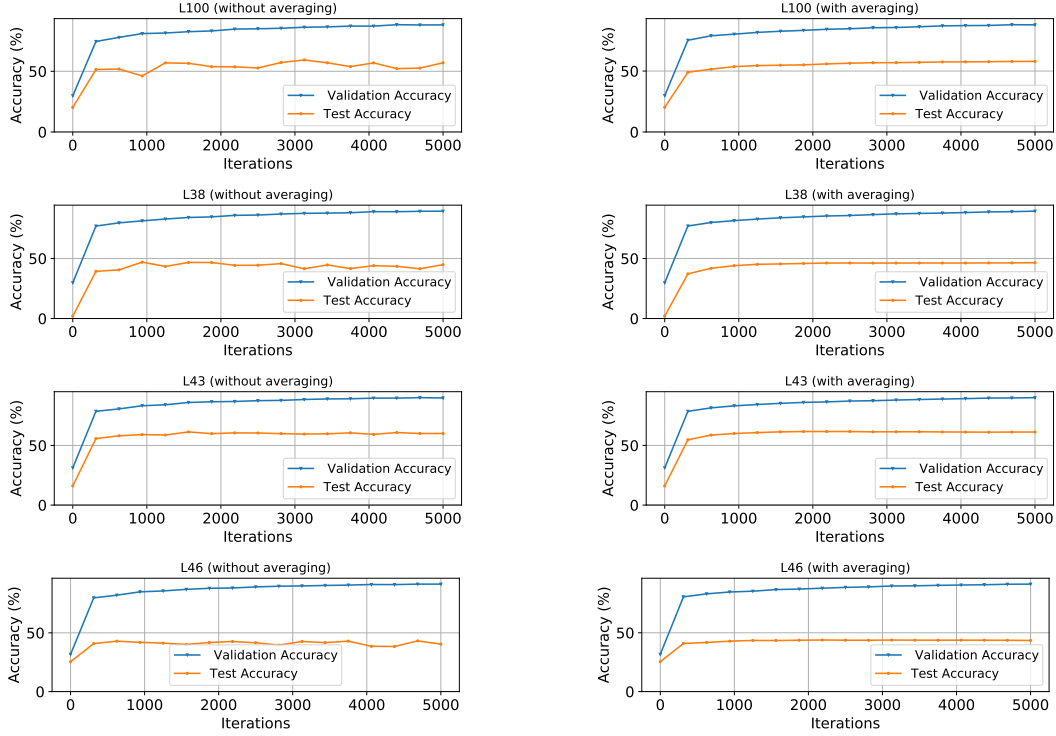 L100 (without averaging)
Accuracy (%)
50
0
Validation Accuracy
Test Accuracy
0 1000 2000 3000 4000 5000
Iterations
L100 (with averaging)
Accuracy (%)
50
0
Validation Accuracy
Test Accuracy
0 1000 2000 3000 4000 5000
Iterations
L38 (without averaging)
Accuracy (%)
50
0
Validation Accuracy
Test Accuracy
0 1000 2000 3000 4000 5000
Iterations
L38 (with averaging)
Accuracy (%)
50
0
Validation Accuracy
Test Accuracy
0 1000 2000 3000 4000 5000
Iterations
L43 (without averaging)
Accuracy (%)
50
0
Validation Accuracy
Test Accuracy
0 1000 2000 3000 4000 5000
Iterations
L43 (with averaging)
Accuracy (%)
50
0
Validation Accuracy
Test Accuracy
0 1000 2000 3000 4000 5000
Iterations
L46 (without averaging)
Accuracy (%)
50
0
Validation Accuracy
Test Accuracy
0 1000 2000 3000 4000 5000
Iterations
L46 (with averaging)
Accuracy (%)
50
0
Validation Accuracy
Test Accuracy
0 1000 2000 3000 4000 5000
Iterations